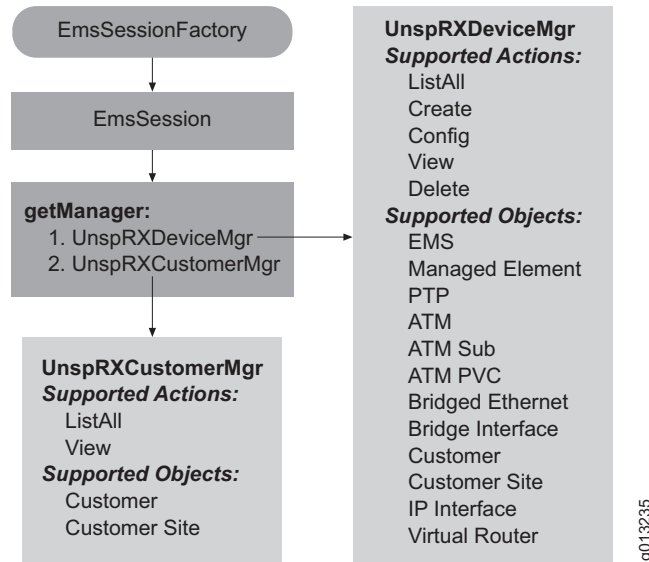 EmsSessionFactory
EmsSession
getManager:
1. UnspRXDeviceMgr
2. UnspRXCustomerMgr
UnspRXCustomerMgr
Supported Actions:
ListAll
View
Supported Objects:
Customer
Customer Site
UnspRXDeviceMgr
Supported Actions:
ListAll
Create
Config
View
Delete
Supported Objects:
EMS
Managed Element
PTP
ATM
ATM Sub
ATM PVC
Bridged Ethernet
Bridge Interface
Customer
Customer Site
IP Interface
Virtual Router
g013235